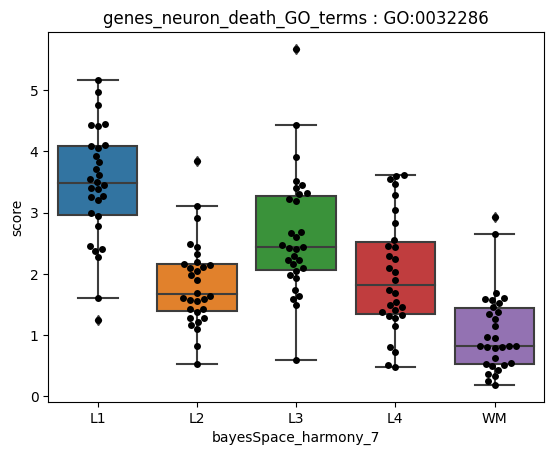 genes_neuron_death_GO_terms : GO:0032286
score
5
4
3
2
1
0
L1 L2 L3 L4 WM
bayesSpace_harmony_7